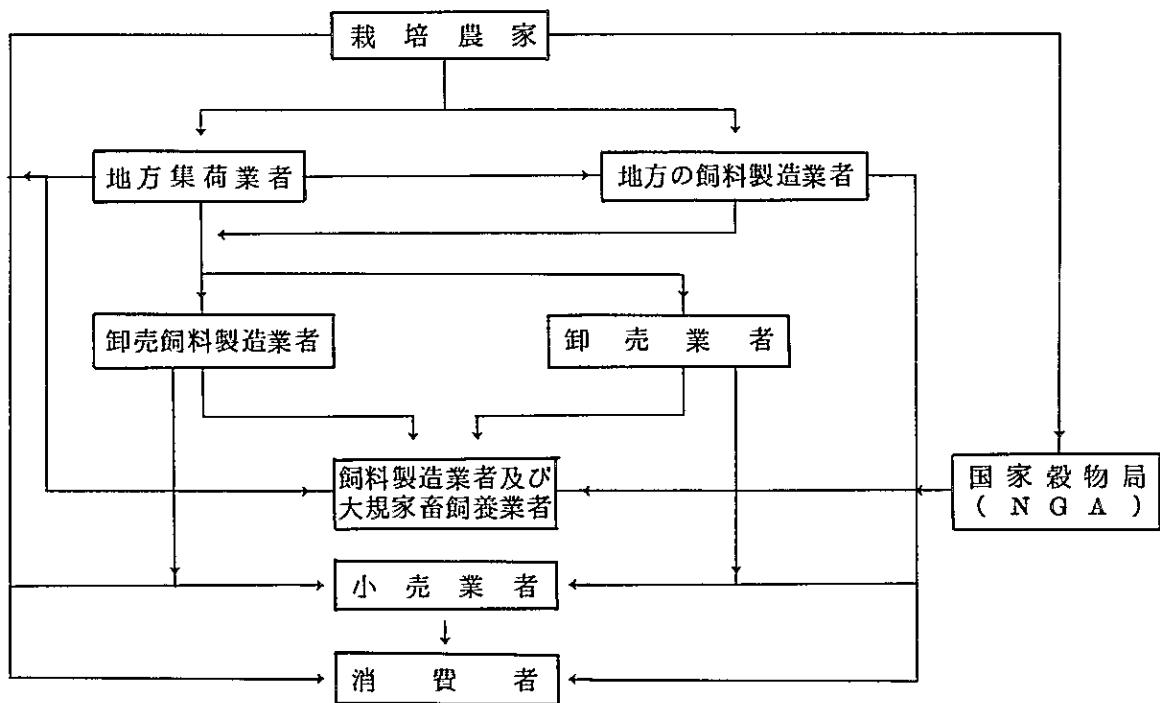 栽培農家
地方集荷業者
地方の飼料製造業者
卸売飼料製造業者
卸売業者
飼料製造業者及び
大規家畜飼養業者
国家穀物局
(NGA)
小売業者
消費者